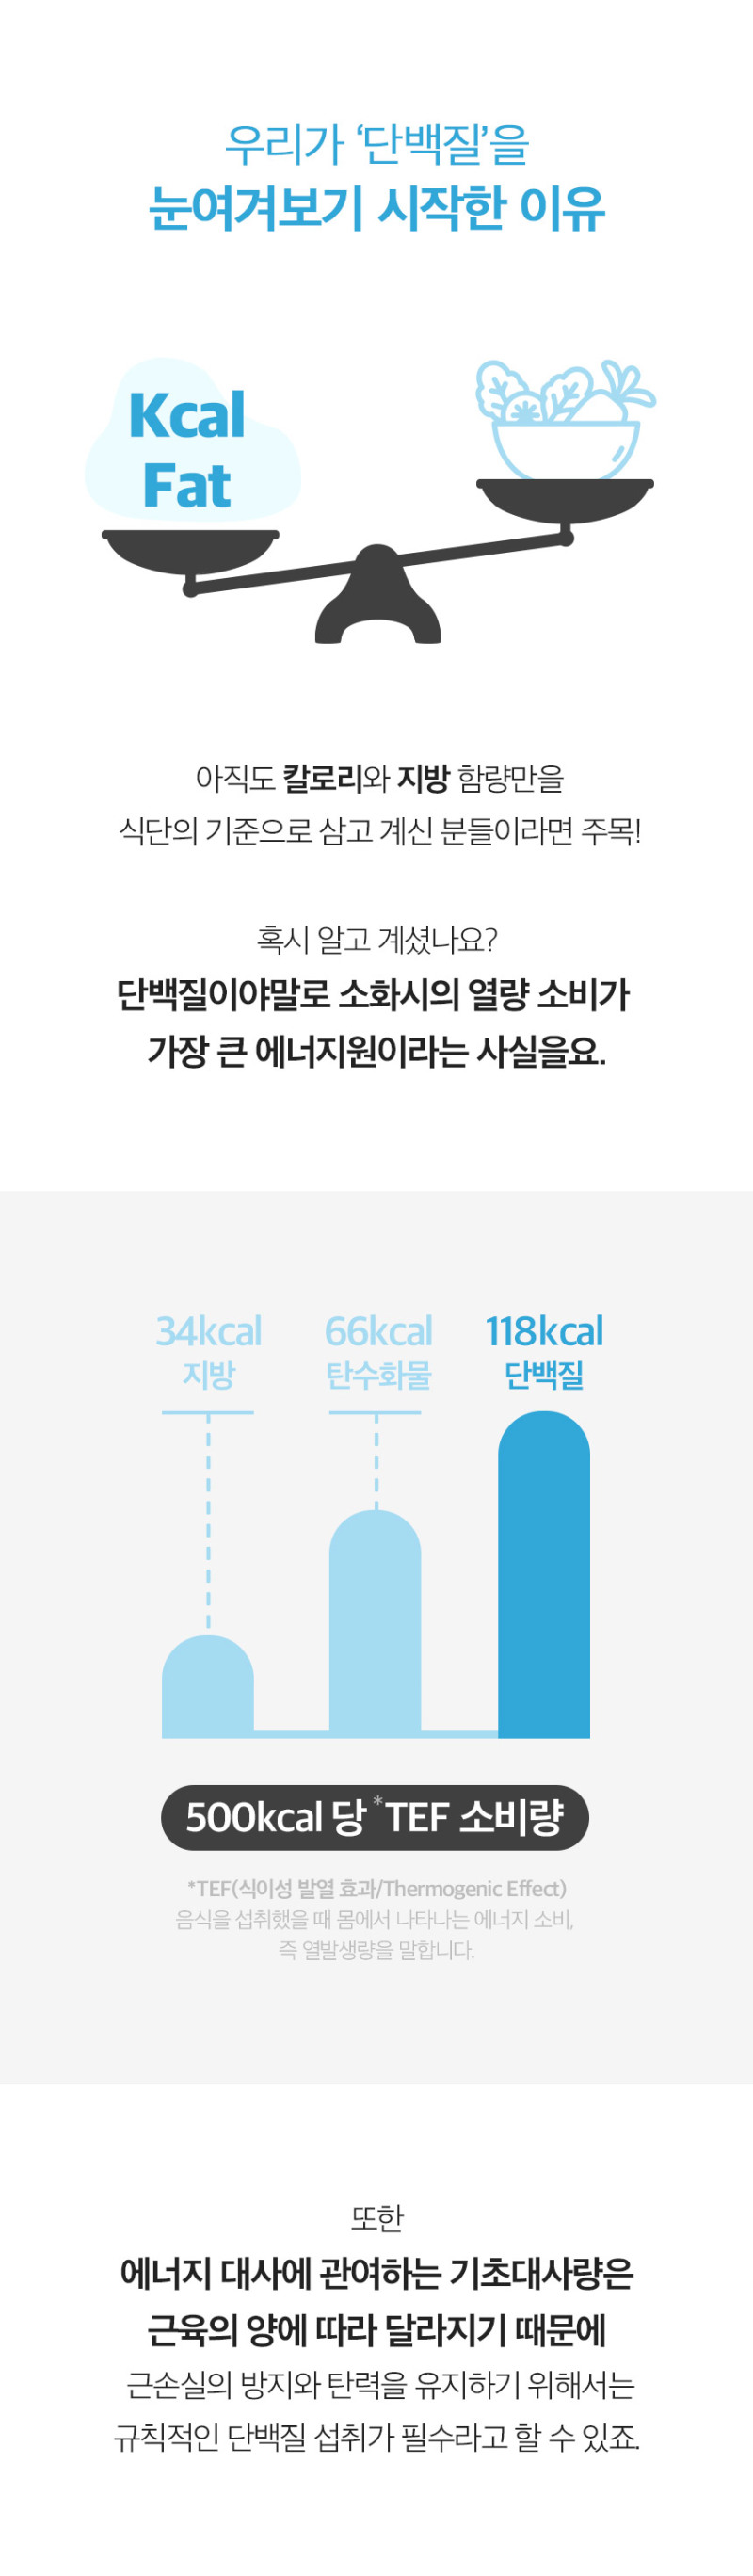 우리가 ‘단백질’을
눈여겨보기 시작한 이유
Kcal
Fat
아직도 칼로리와 지방 함량만을
식단의 기준으로 삼고 계신 분들이라면 주목!
혹시 알고 계셨나요?
단백질이야말로 소화시의 열량 소비가
가장 큰 에너지원이라는 사실을요.
34kcal
지방
66kcal
탄수화물
118kcal
단백질
500kcal 당 *TEF 소비량
*TEF(식이성 발열 효과/Thermogenic Effect)
음식을 섭취했을 때 몸에서 나타나는 에너지 소비,
즉 열발생량을 말합니다.
또한
에너지 대사에 관여하는 기초대사량은
근육의 양에 따라 달라지기 때문에
근손실의 방지와 탄력을 유지하기 위해서는
규칙적인 단백질 섭취가 필수라고 할 수 있죠.